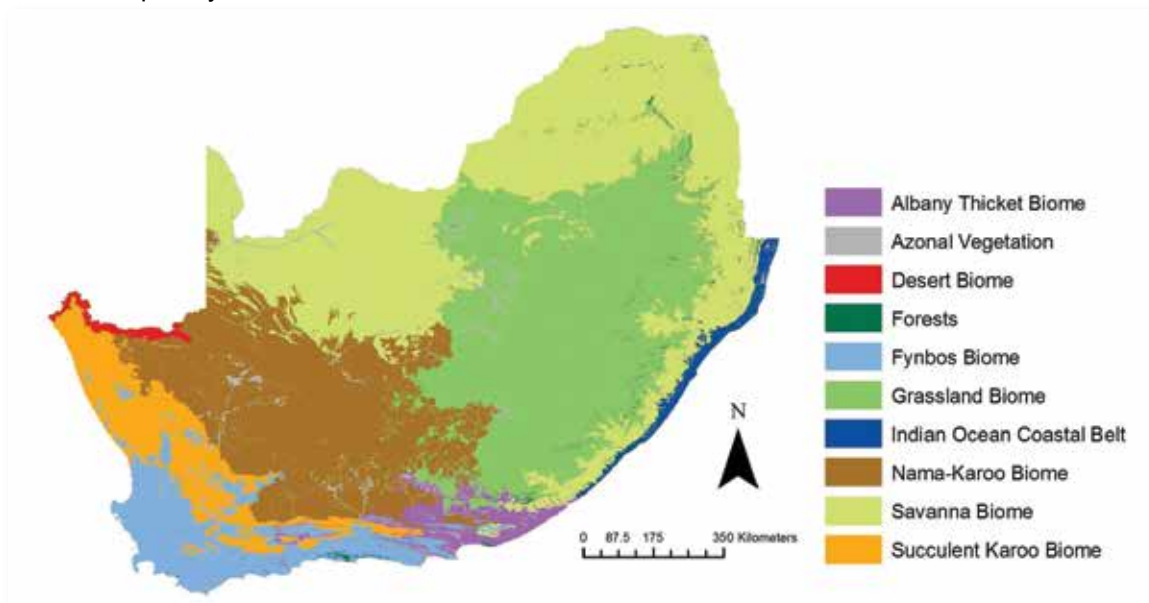 Albany Thicket Biome
Azonal Vegetation
Desert Biome
Forests
Fynbos Biome
Grassland Biome
Indian Ocean Coastal Belt
Nama-Karoo Biome
Savanna Biome
Succulent Karoo Biome
N
0 87.5 175 350 Kilometers